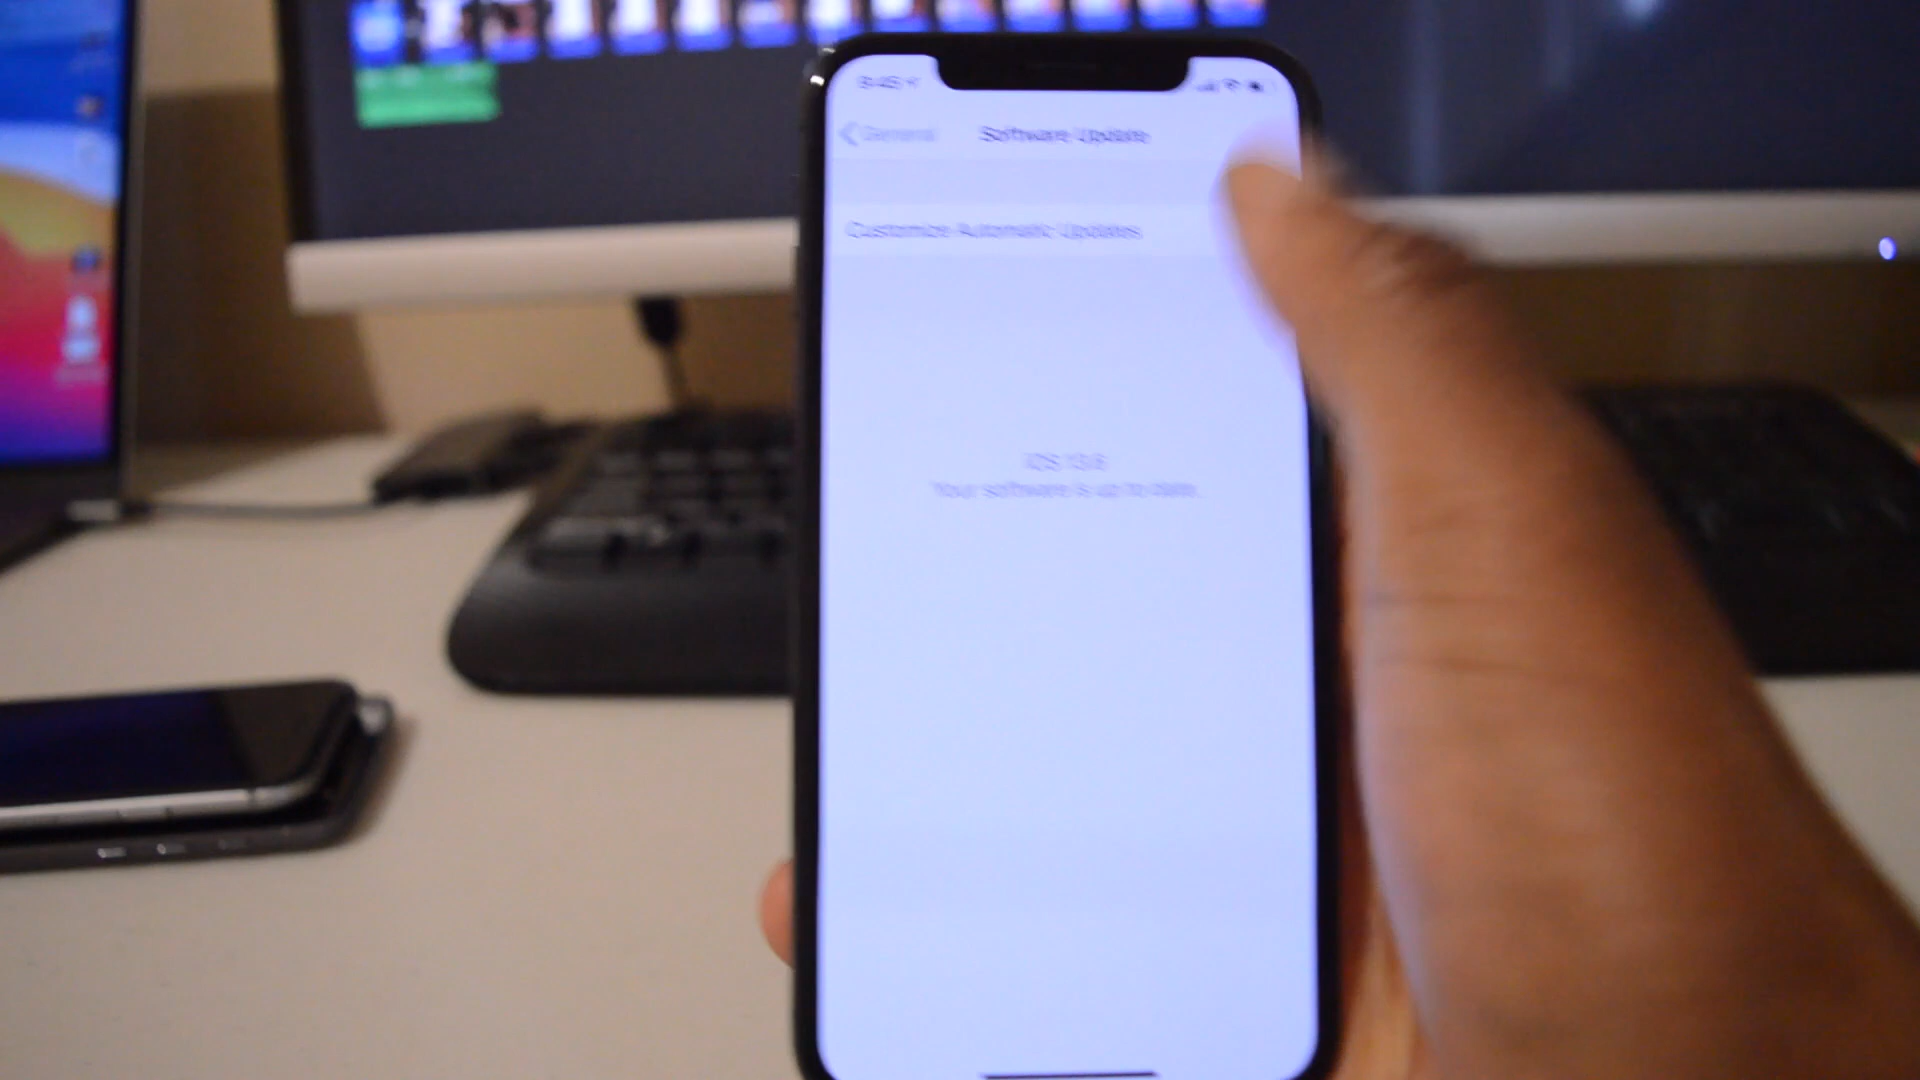 General
Software Update
Customize Automatic Updates
iOS 13.6
Your software is up to date.